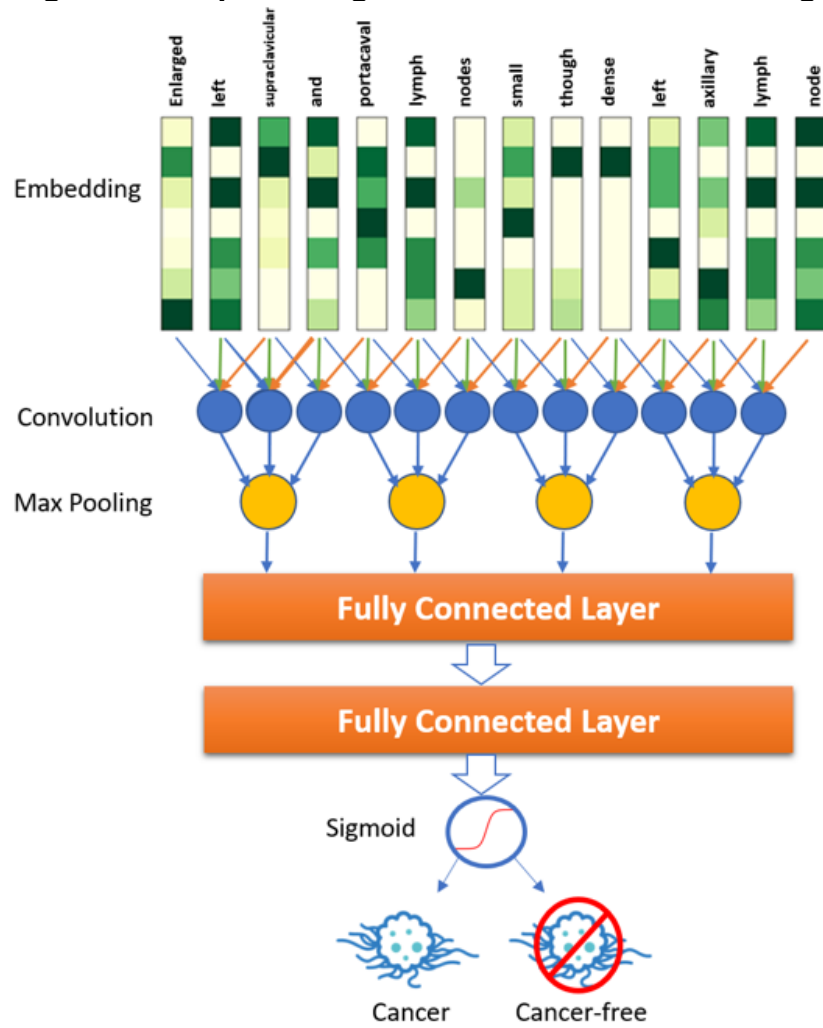 Enlarged
left
supraclavicular
and
portacaval
lymph
nodes
small
though
dense
left
axillary
lymph
node
Embedding
Convolution
Max Pooling
Fully Connected Layer
Fully Connected Layer
Sigmoid
Cancer
Cancer-free